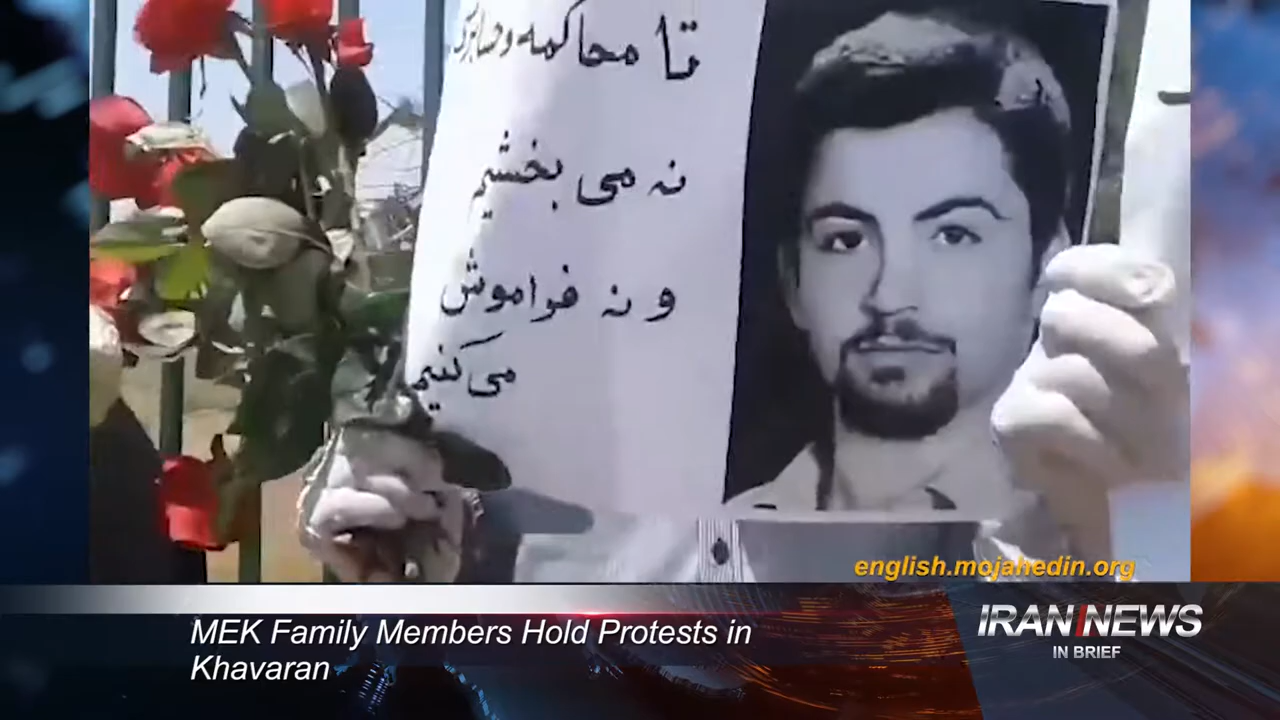 تا محاکمه و
نه می بخشیم
و نه فراموش
می کنیم
english.mojahedin.org
MEK Family Members Hold Protests in
Khavaran
IRAN NEWS
IN BRIEF